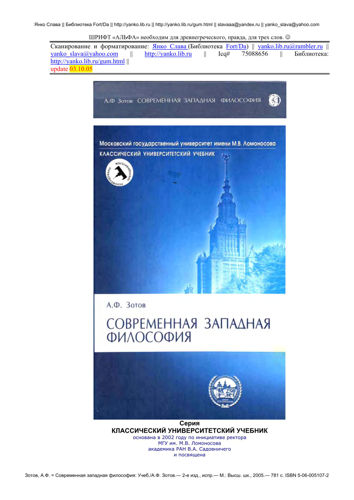 Янко Слава (Библиотека Fort/Da) || http://yanko.lib.ru || http://yanko.lib.ru/gum.html || slavaaa@yandex.ru || yanko_slava@yahoo.com
ШРИФТ «АЛЬФА» необходим для древнегреческого, правда, для трех слов. ☺
Сканирование и форматирование: Янко Слава (Библиотека Fort/Da) || yanko.lib.ru@rambler.ru ||
yanko_slava@yahoo.com || http://yanko.lib.ru || Icq# 75088656 || Библиотека:
http://yanko.lib.ru/gum.html ||
update 03.10.05
А.Ф. Зотов СОВРЕМЕННАЯ ЗАПАДНАЯ ФИЛОСОФИЯ
Московский государственный университет имени М.В. Ломоносова
КЛАССИЧЕСКИЙ УНИВЕРСИТЕТСКИЙ УЧЕБНИК
А.Ф. Зотов
СОВРЕМЕННАЯ ЗАПАДНАЯ
ФИЛОСОФИЯ
Серия
КЛАССИЧЕСКИЙ УНИВЕРСИТЕТСКИЙ УЧЕБНИК
основана в 2002 году по инициативе ректора
МГУ им. М.В. Ломоносова
академика РАН В.А. Садовничего
и посвящена
Зотов, А.Ф. = Современная западная философия: Учеб./А.Ф. Зотов.— 2-е изд., испр.— М.: Высш. шк., 2005.— 781 с. ISBN 5-06-005107-2